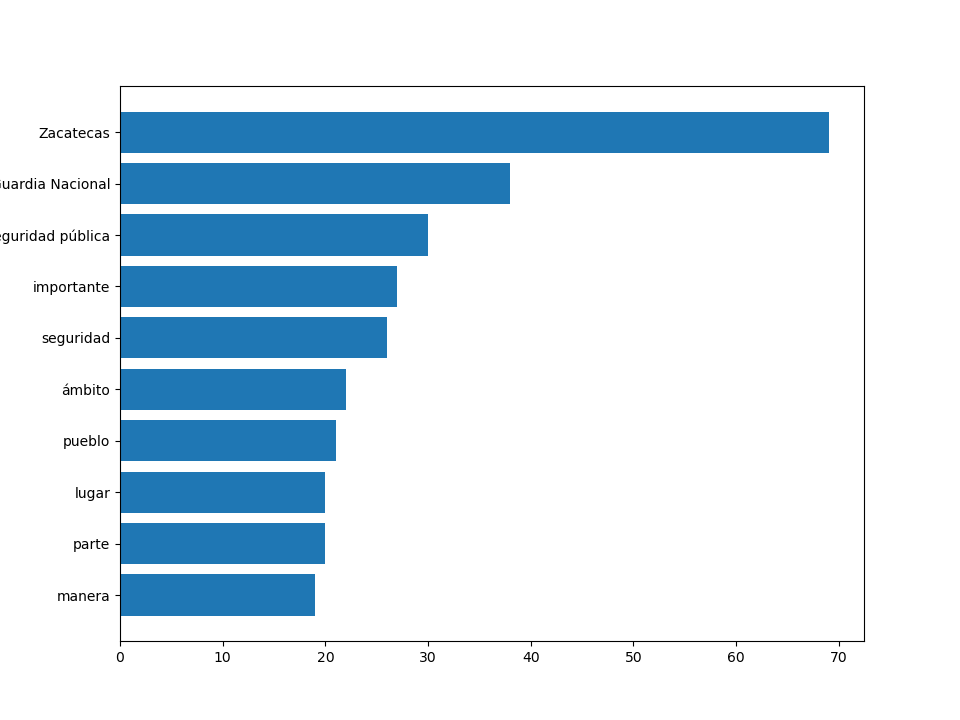 Zacatecas
uardia Nacional
eguridad pública
importante
seguridad
ámbito
pueblo
lugar
parte
manera
0 10 20 30 40 50 60 70